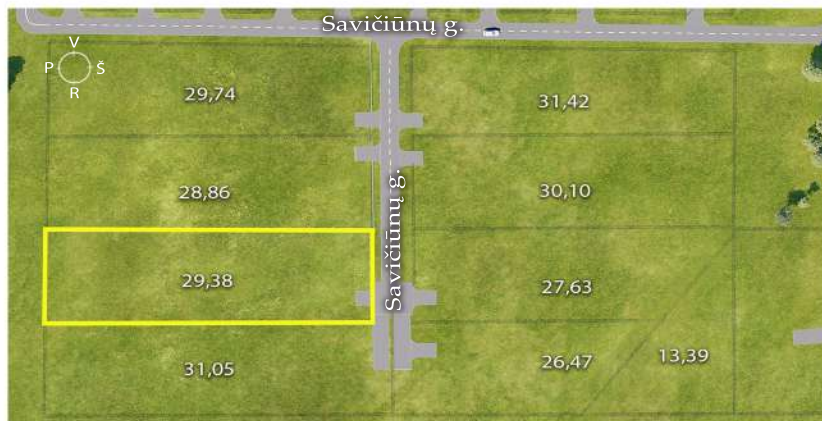 Savičiūnų g.
V
P Š
R
29,74
31,42
28,86
30,10
Savičiūnų g.
29,38
27,63
31,05
26,47
13,39